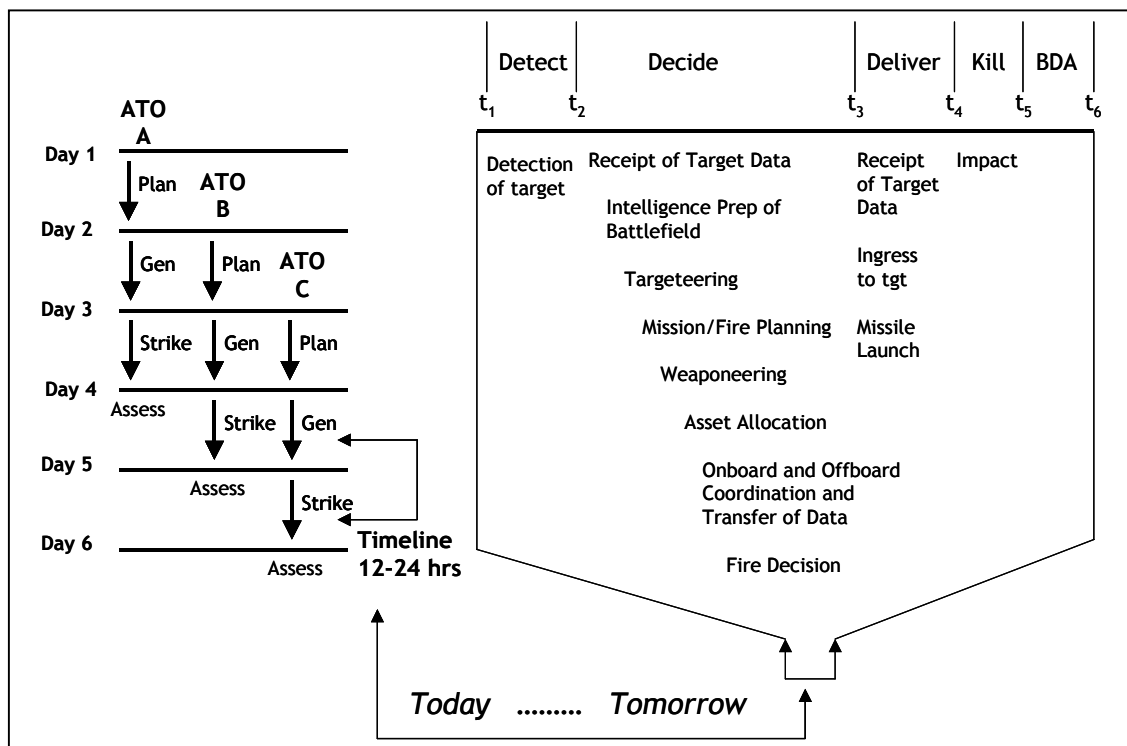 ATO
A
Day 1
Plan
ATO
B
Day 2
Gen
Plan
ATO
C
Day 3
Strike
Gen
Plan
Day 4
Assess
Strike
Gen
Day 5
Assess
Strike
Day 6
Assess
Timeline
12-24 hrs
Detect
Decide
Deliver
Kill
BDA
t1
t2
t3
t4
t5
t6
Detection
of target
Receipt of Target Data
Intelligence Prep of
Battlefield
Targeteering
Mission/Fire Planning
Weaponeering
Asset Allocation
Onboard and Offboard
Coordination and
Transfer of Data
Fire Decision
Receipt
of Target
Data
Ingress
to tgt
Missile
Launch
Impact
Today ......... Tomorrow